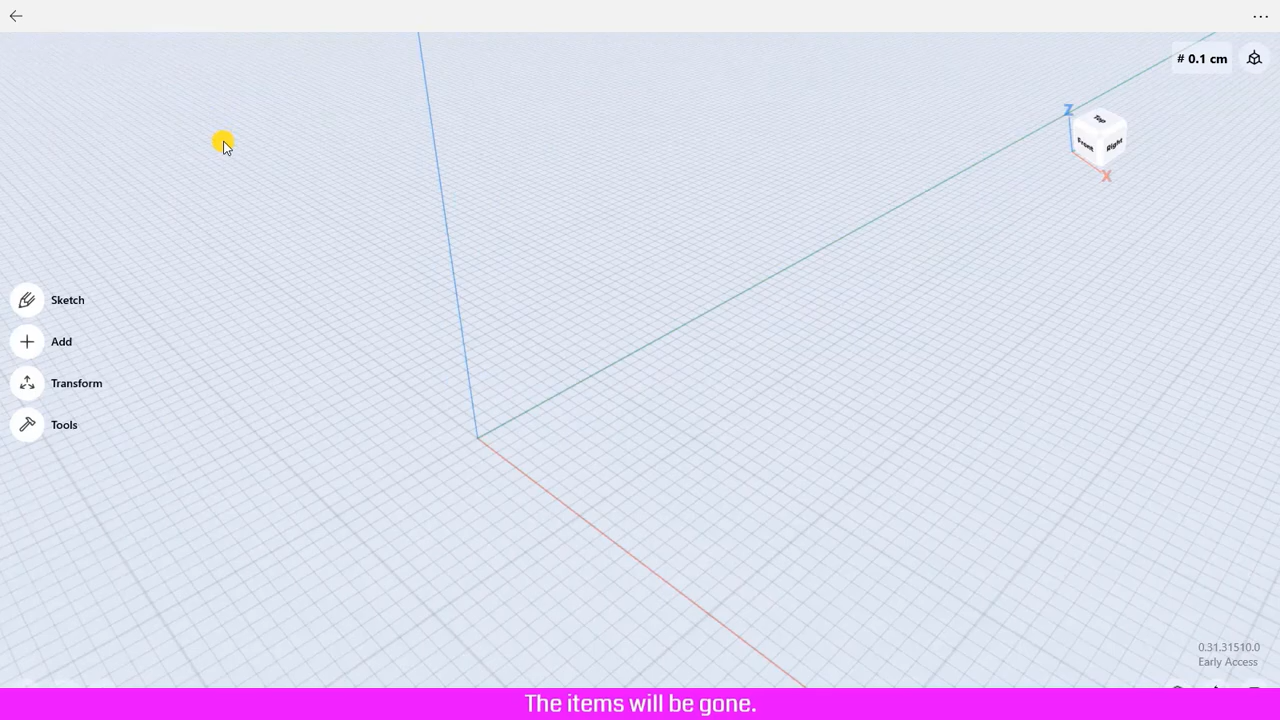 ...
# 0.1 cm
Z
Top
Front
Right
X
Sketch
Add
Transform
Tools
0.31.31510.0
Early Access
The items will be gone.